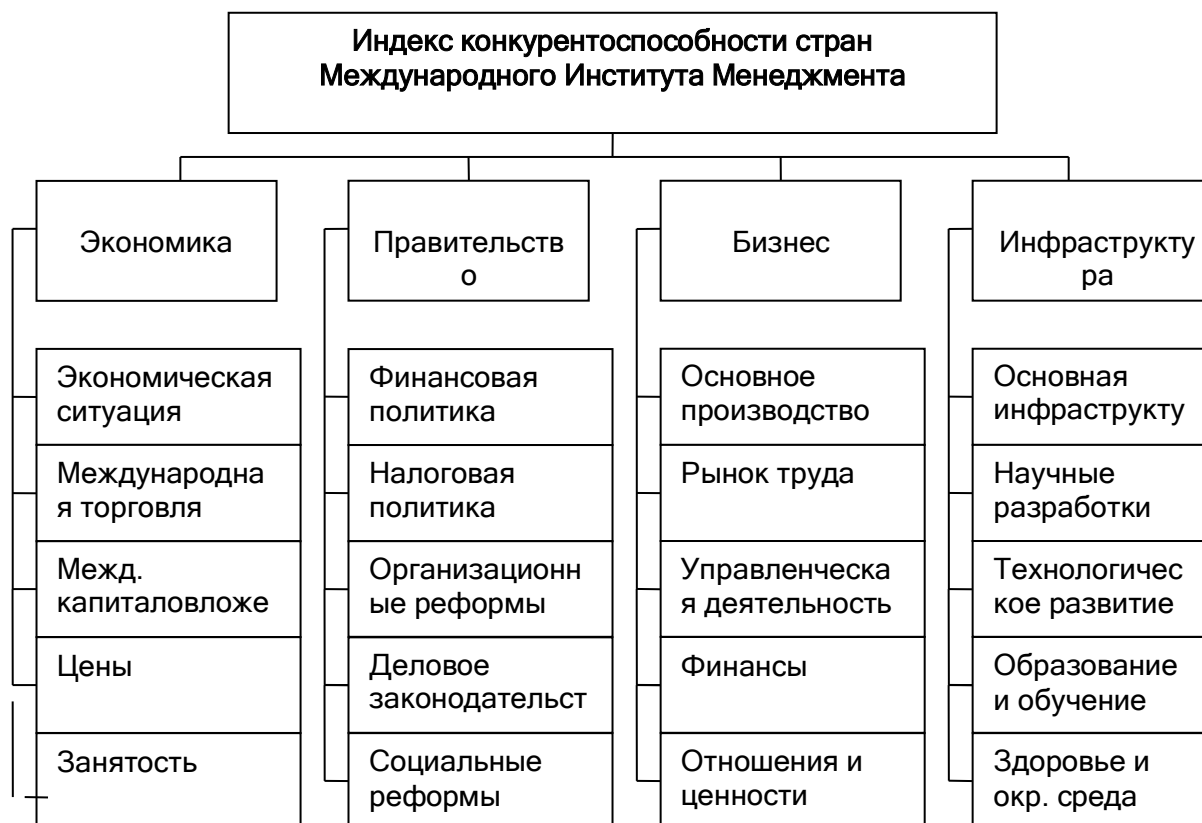 Индекс конкурентоспособности стран
Международного Института Менеджмента
Экономика
Правительств
о
Бизнес
Инфраструкту
ра
Экономическая
ситуация
Международна
я торговля
Межд.
капиталовложе
Цены
Занятость
Финансовая
политика
Налоговая
политика
Организационн
ые реформы
Деловое
законодательст
Социальные
реформы
Основное
производство
Рынок труда
Управленческа
я деятельность
Финансы
Отношения и
ценности
Основная
инфраструкту
Научные
разработки
Технологичес
кое развитие
Образование
и обучение
Здоровье и
окр. среда